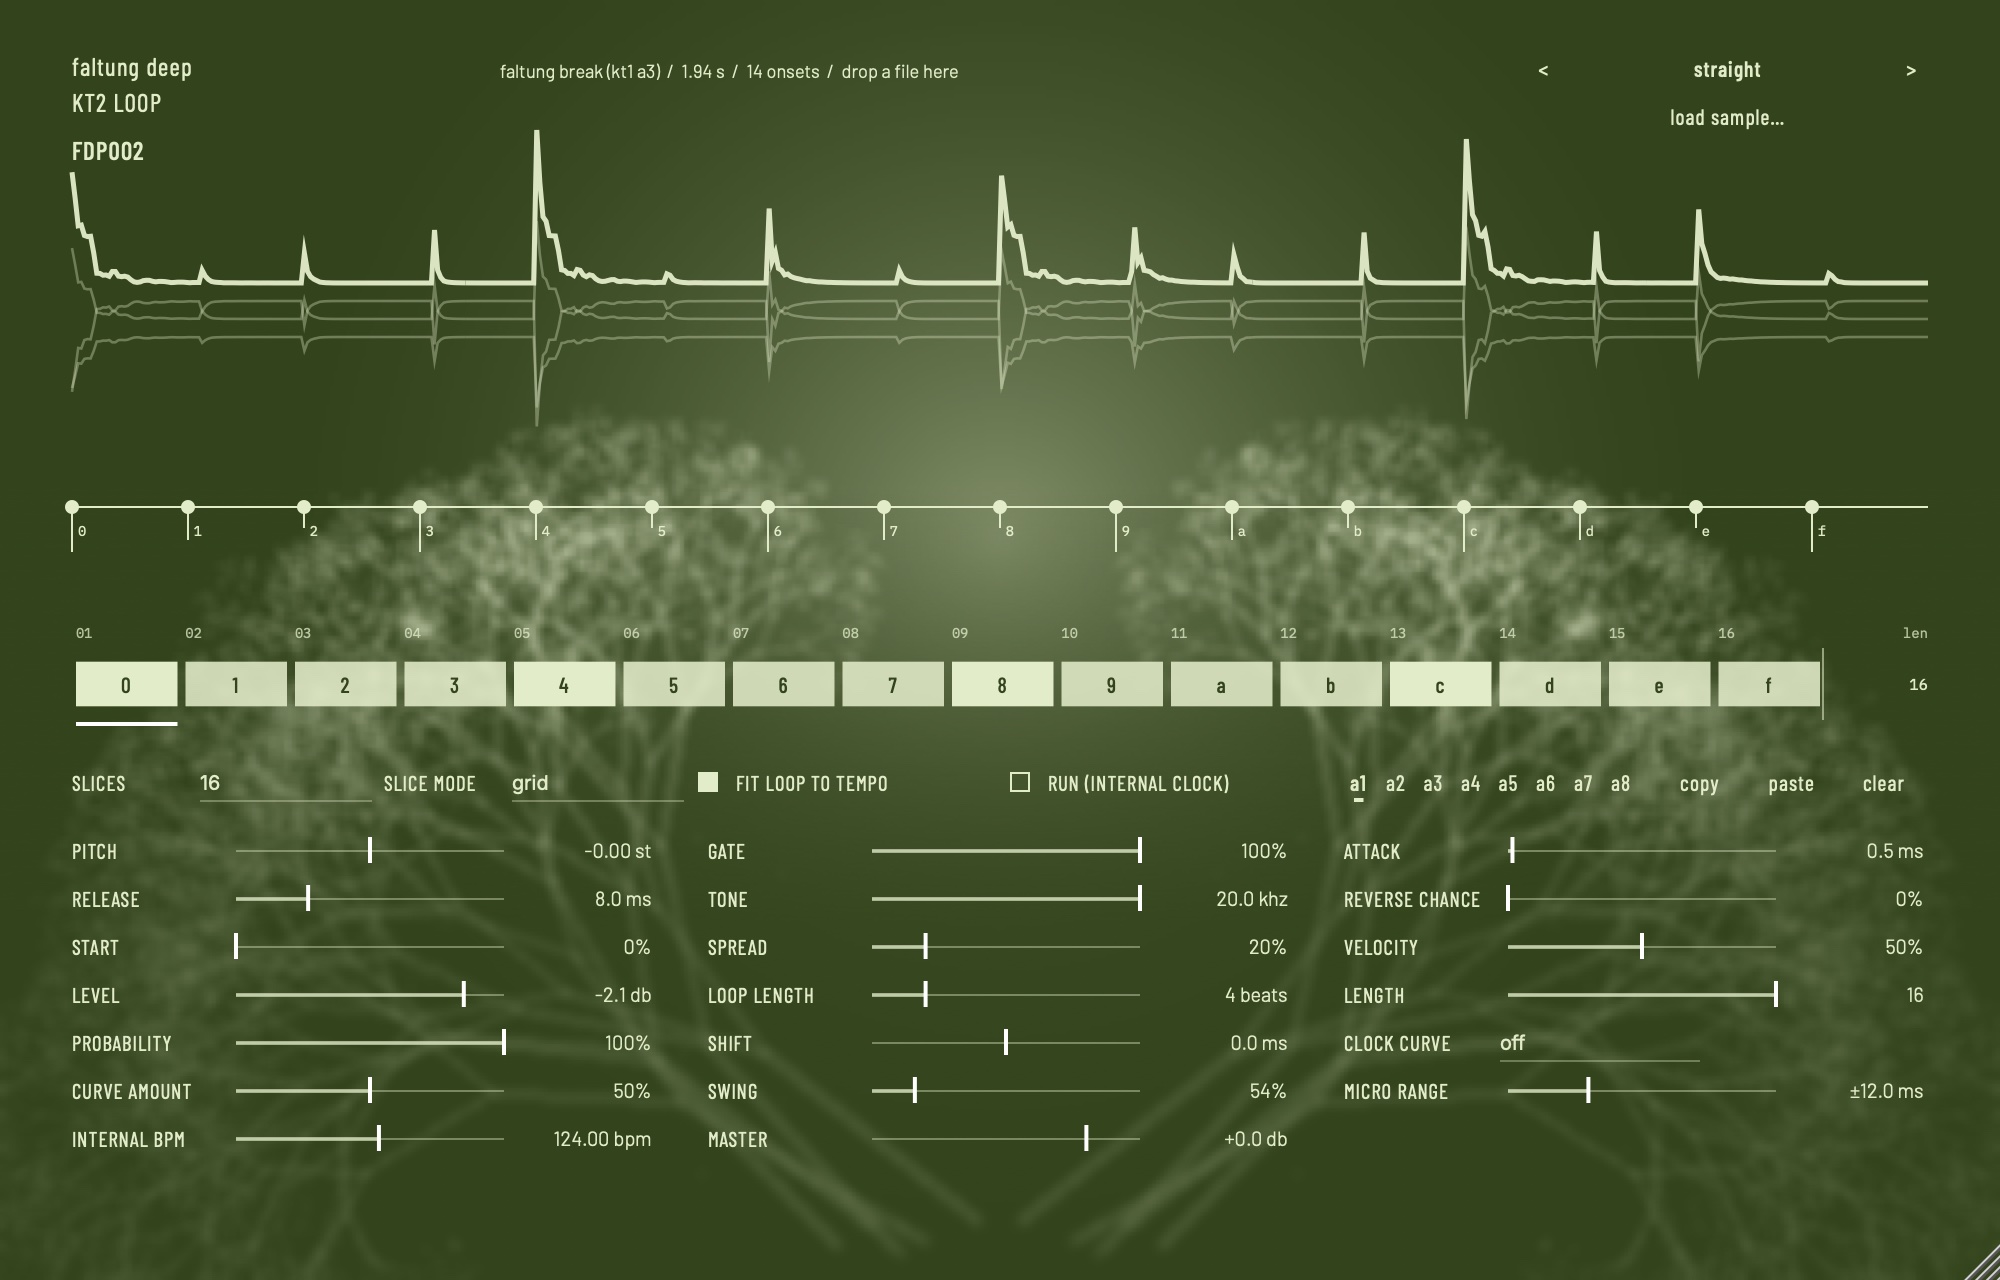 faltung deep
KT2 LOOP
FDP002
faltung break (kt1 a3) / 1.94 s / 14 onsets / drop a file here
< straight >
load sample...
0 1 2 3 4 5 6 7 8 9 a b c d e f
01 02 03 04 05 06 07 08 09 10 11 12 13 14 15 16 len
0 1 2 3 4 5 6 7 8 9 a b c d e f 16
SLICES 16 SLICE MODE grid FIT LOOP TO TEMPO RUN (INTERNAL CLOCK) a1 a2 a3 a4 a5 a6 a7 a8 copy paste clear
PITCH -0.00 st GATE 100% ATTACK 0.5 ms
RELEASE 8.0 ms TONE 20.0 khz REVERSE CHANCE 0%
START 0% SPREAD 20% VELOCITY 50%
LEVEL -2.1 db LOOP LENGTH 4 beats LENGTH 16
PROBABILITY 100% SHIFT 0.0 ms CLOCK CURVE off
CURVE AMOUNT 50% SWING 54% MICRO RANGE ±12.0 ms
INTERNAL BPM 124.00 bpm MASTER +0.0 db